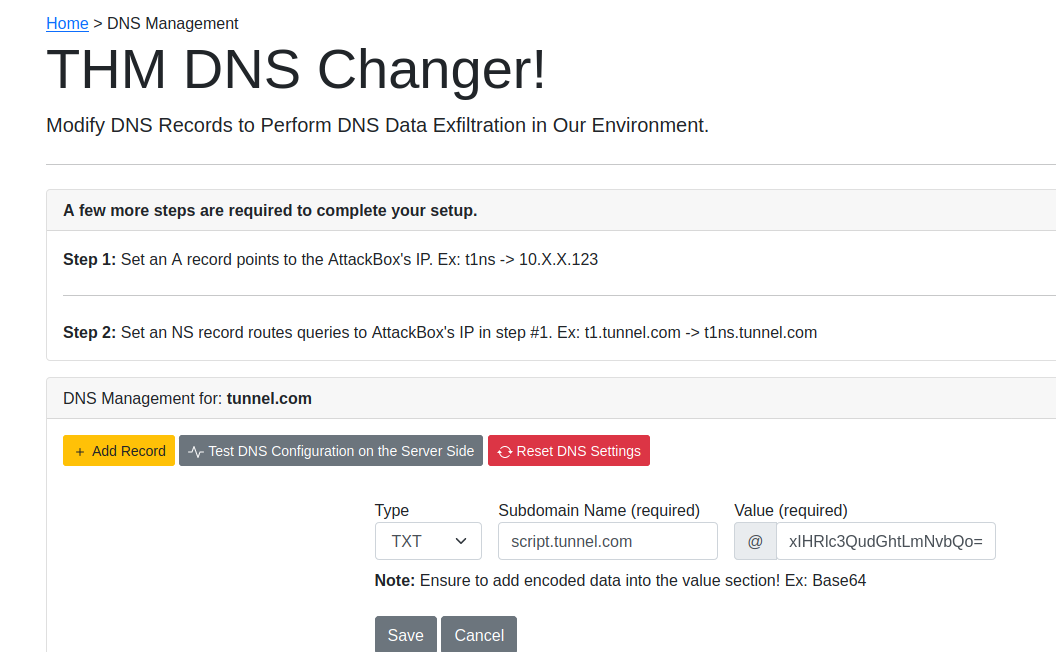 Home > DNS Management
THM DNS Changer!
Modify DNS Records to Perform DNS Data Exfiltration in Our Environment.
A few more steps are required to complete your setup.
Step 1: Set an A record points to the AttackBox's IP. Ex: t1ns -> 10.X.X.123
Step 2: Set an NS record routes queries to AttackBox's IP in step #1. Ex: t1.tunnel.com -> t1ns.tunnel.com
DNS Management for: tunnel.com
+ Add Record Test DNS Configuration on the Server Side Reset DNS Settings
Type Subdomain Name (required) Value (required)
TXT script.tunnel.com @ xIHRlc3QudGhtLmNvbQo=
Note: Ensure to add encoded data into the value section! Ex: Base64
Save Cancel